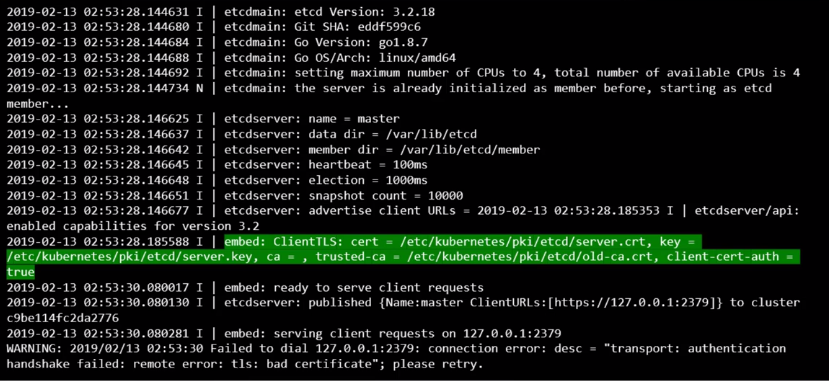 2019-02-13 02:53:28.144631 I | etcdmain: etcd Version: 3.2.18
2019-02-13 02:53:28.144680 I | etcdmain: Git SHA: eddf599c6
2019-02-13 02:53:28.144684 I | etcdmain: Go Version: go1.8.7
2019-02-13 02:53:28.144688 I | etcdmain: Go OS/Arch: linux/amd64
2019-02-13 02:53:28.144692 I | etcdmain: setting maximum number of CPUs to 4, total number of available CPUs is 4
2019-02-13 02:53:28.144734 N | etcdmain: the server is already initialized as member before, starting as etcd
member...
2019-02-13 02:53:28.146625 I | etcdserver: name = master
2019-02-13 02:53:28.146637 I | etcdserver: data dir = /var/lib/etcd
2019-02-13 02:53:28.146642 I | etcdserver: member dir = /var/lib/etcd/member
2019-02-13 02:53:28.146645 I | etcdserver: heartbeat = 100ms
2019-02-13 02:53:28.146648 I | etcdserver: election = 1000ms
2019-02-13 02:53:28.146651 I | etcdserver: snapshot count = 10000
2019-02-13 02:53:28.146677 I | etcdserver: advertise client URLs = 2019-02-13 02:53:28.185353 I | etcdserver/api:
enabled capabilities for version 3.2
2019-02-13 02:53:28.185588 I | embed: ClientTLS: cert = /etc/kubernetes/pki/etcd/server.crt, key =
/etc/kubernetes/pki/etcd/server.key, ca = , trusted-ca = /etc/kubernetes/pki/etcd/old-ca.crt, client-cert-auth =
true
2019-02-13 02:53:30.080017 I | embed: ready to serve client requests
2019-02-13 02:53:30.080130 I | etcdserver: published {Name:master ClientURLs:[https://127.0.0.1:2379]} to cluster
c9be114fc2da2776
2019-02-13 02:53:30.080281 I | embed: serving client requests on 127.0.0.1:2379
WARNING: 2019/02/13 02:53:30 Failed to dial 127.0.0.1:2379: connection error: desc = "transport: authentication
handshake failed: remote error: tls: bad certificate"; please retry.